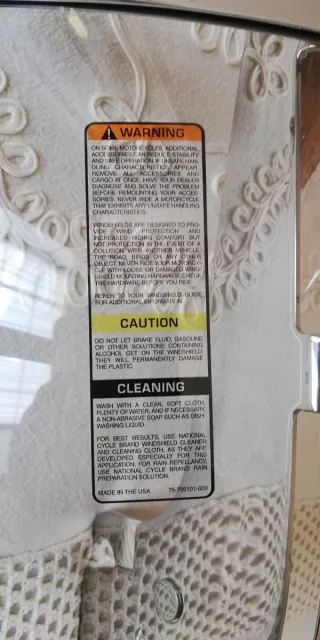 WARNING
ON SOME MOTORCYCLES, ADDITIONAL
ACCESSORIES CAN REDUCE STABILITY
AND SAFE OPERATION. IF UNSAFE HAN-
DLING CHARACTERISTICS APPEAR
REMOVE ALL ACCESSORIES AND
CARGO AT ONCE. HAVE YOUR DEALER
DIAGNOSE AND SOLVE THE PROBLEM
BEFORE REMOUNTING YOUR ACCES-
SORIES. NEVER RIDE A MOTORCYCLE
THAT EXHIBITS ANY UNSAFE HANDLING
CHARACTERISTICS.
WINDSHIELDS ARE DESIGNED TO PRO-
VIDE WIND PROTECTION AND
INCREASED RIDING COMFORT BUT
NOT PROTECTION IN THE EVENT OF A
COLLISION WITH ANOTHER VEHICLE,
THE ROAD, BIRDS OR ANY OTHER
OBJECT. NEVER RIDE YOUR MOTORCY-
CLE WITH LOOSE OR DAMAGED WIND-
SHIELD MOUNTING HARDWARE. CHECK
THE HARDWARE BEFORE YOU RIDE.
REFER TO YOUR WINDSHIELD GUIDE
FOR ADDITIONAL INFORMATION.
CAUTION
DO NOT LET BRAKE FLUID, GASOLINE
OR OTHER SOLUTIONS CONTAINING
ALCOHOL GET ON THE WINDSHIELD.
THEY WILL PERMANENTLY DAMAGE
THE PLASTIC.
CLEANING
WASH WITH A CLEAN, SOFT CLOTH,
PLENTY OF WATER, AND IF NECESSARY,
A NON-ABRASIVE SOAP SUCH AS DISH-
WASHING LIQUID.
FOR BEST RESULTS, USE NATIONAL
CYCLE BRAND WINDSHIELD CLEANER
AND CLEANING CLOTH, AS THEY ARE
DEVELOPED ESPECIALLY FOR THIS
APPLICATION. FOR RAIN REPELLANCY,
USE NATIONAL CYCLE BRAND RAIN
PREPARATION SOLUTION.
MADE IN THE USA 75-700101-000